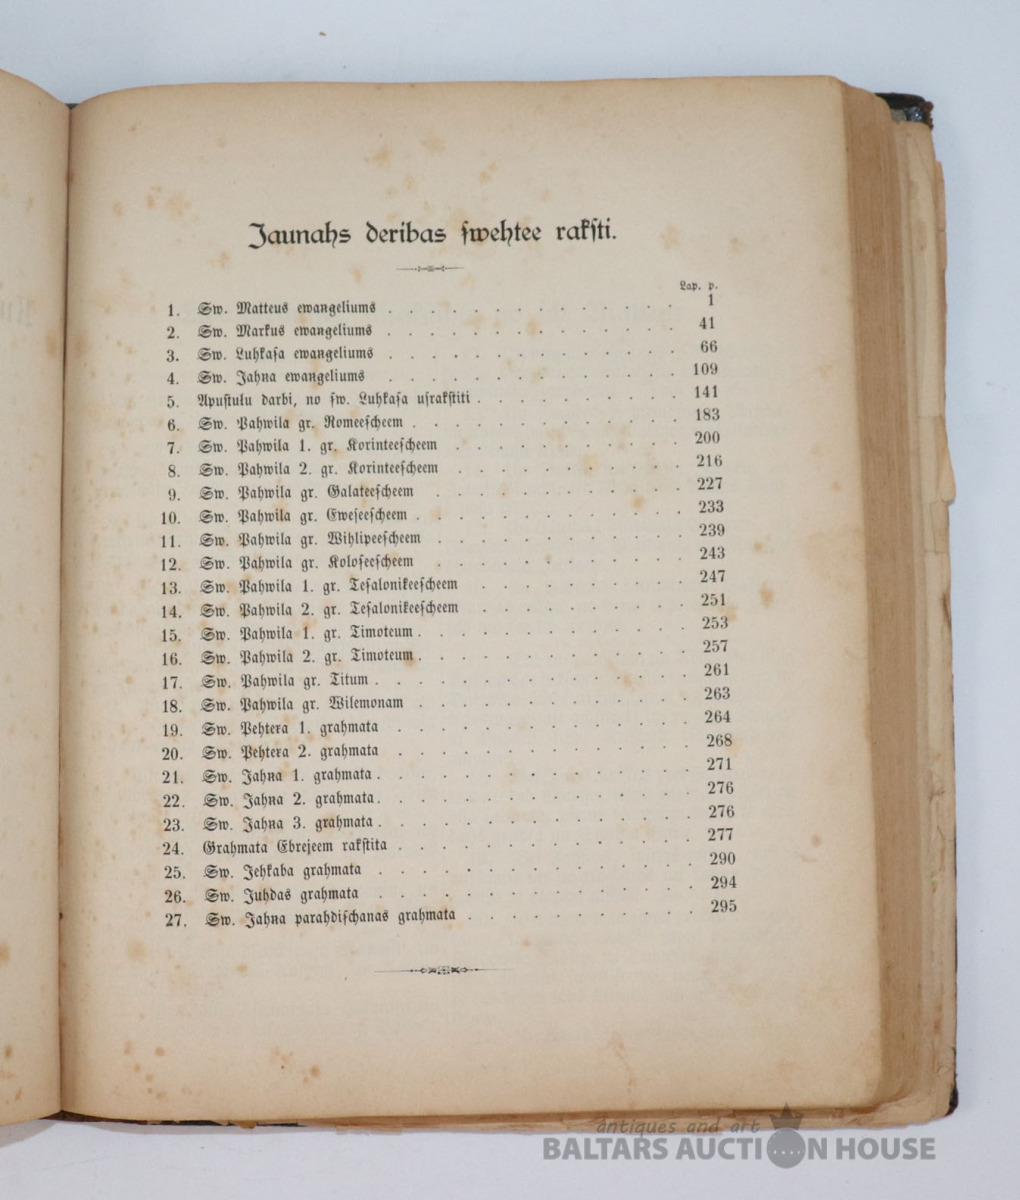 Jaunahs deribas ſwehtee rakſti.
Lap. p.
1. Sw. Matteus ewangeliums . . . . . . . . . . . . . 1
2. Sw. Markus ewangeliums . . . . . . . . . . . . . 41
3. Sw. Luhkaſa ewangeliums . . . . . . . . . . . . . 66
4. Sw. Jahna ewangeliums . . . . . . . . . . . . . 109
5. Apuſtulu darbi, no ſw. Luhkaſa uſrakſtiti . . . . . . . . . 141
6. Sw. Pahwila gr. Romeeſcheem . . . . . . . . . . . . 183
7. Sw. Pahwila 1. gr. Korinteeſcheem . . . . . . . . . . 200
8. Sw. Pahwila 2. gr. Korinteeſcheem . . . . . . . . . . 216
9. Sw. Pahwila gr. Galateeſcheem . . . . . . . . . . . 227
10. Sw. Pahwila gr. Eweſeeſcheem . . . . . . . . . . . . 233
11. Sw. Pahwila gr. Wihlipeeſcheem . . . . . . . . . . . 239
12. Sw. Pahwila gr. Koloſeeſcheem . . . . . . . . . . . 243
13. Sw. Pahwila 1. gr. Teſalonikeeſcheem . . . . . . . . . 247
14. Sw. Pahwila 2. gr. Teſalonikeeſcheem . . . . . . . . . 251
15. Sw. Pahwila 1. gr. Timoteum . . . . . . . . . . . . 253
16. Sw. Pahwila 2. gr. Timoteum . . . . . . . . . . . . 257
17. Sw. Pahwila gr. Titum . . . . . . . . . . . . . 261
18. Sw. Pahwila gr. Wilemonam . . . . . . . . . . . . 263
19. Sw. Pehtera 1. grahmata . . . . . . . . . . . . 264
20. Sw. Pehtera 2. grahmata . . . . . . . . . . . . 268
21. Sw. Jahna 1. grahmata . . . . . . . . . . . . . 271
22. Sw. Jahna 2. grahmata . . . . . . . . . . . . . 276
23. Sw. Jahna 3. grahmata . . . . . . . . . . . . . 276
24. Grahmata Ebrejeem rakſtita . . . . . . . . . . . . 277
25. Sw. Jehkaba grahmata . . . . . . . . . . . . . 290
26. Sw. Juhdas grahmata . . . . . . . . . . . . . 294
27. Sw. Jahna parahdiſchanas grahmata . . . . . . . . . 295
antiques and art
BALTARS AUCTION HOUSE